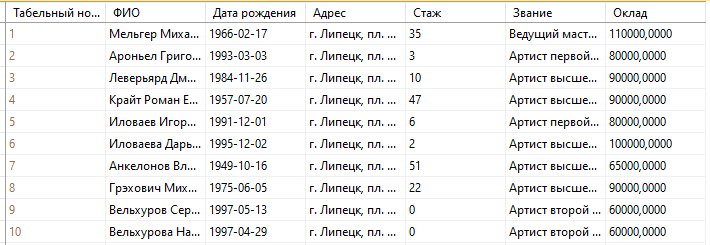 Табельный но... ФИО Дата рождения Адрес Стаж Звание Оклад
1 Мельгер Миха... 1966-02-17 г. Липецк, пл. ... 35 Ведущий маст... 110000,0000
2 Ароньел Григо... 1993-03-03 г. Липецк, пл. ... 3 Артист первой... 80000,0000
3 Леверьярд Дм... 1984-11-26 г. Липецк, пл. ... 10 Артист высше... 90000,0000
4 Крайт Роман Е... 1957-07-20 г. Липецк, пл. ... 47 Артист высше... 90000,0000
5 Иловаев Игор... 1991-12-01 г. Липецк, пл. ... 6 Артист первой... 80000,0000
6 Иловаева Дарь... 1995-12-02 г. Липецк, пл. ... 2 Артист высше... 100000,0000
7 Анкелонов Вл... 1949-10-16 г. Липецк, пл. ... 51 Артист высше... 65000,0000
8 Грэхович Мих... 1975-06-05 г. Липецк, пл. ... 22 Артист высше... 90000,0000
9 Вельхуров Сер... 1997-05-13 г. Липецк, пл. ... 0 Артист второй ... 60000,0000
10 Вельхурова На... 1997-04-29 г. Липецк, пл. ... 0 Артист второй ... 60000,0000